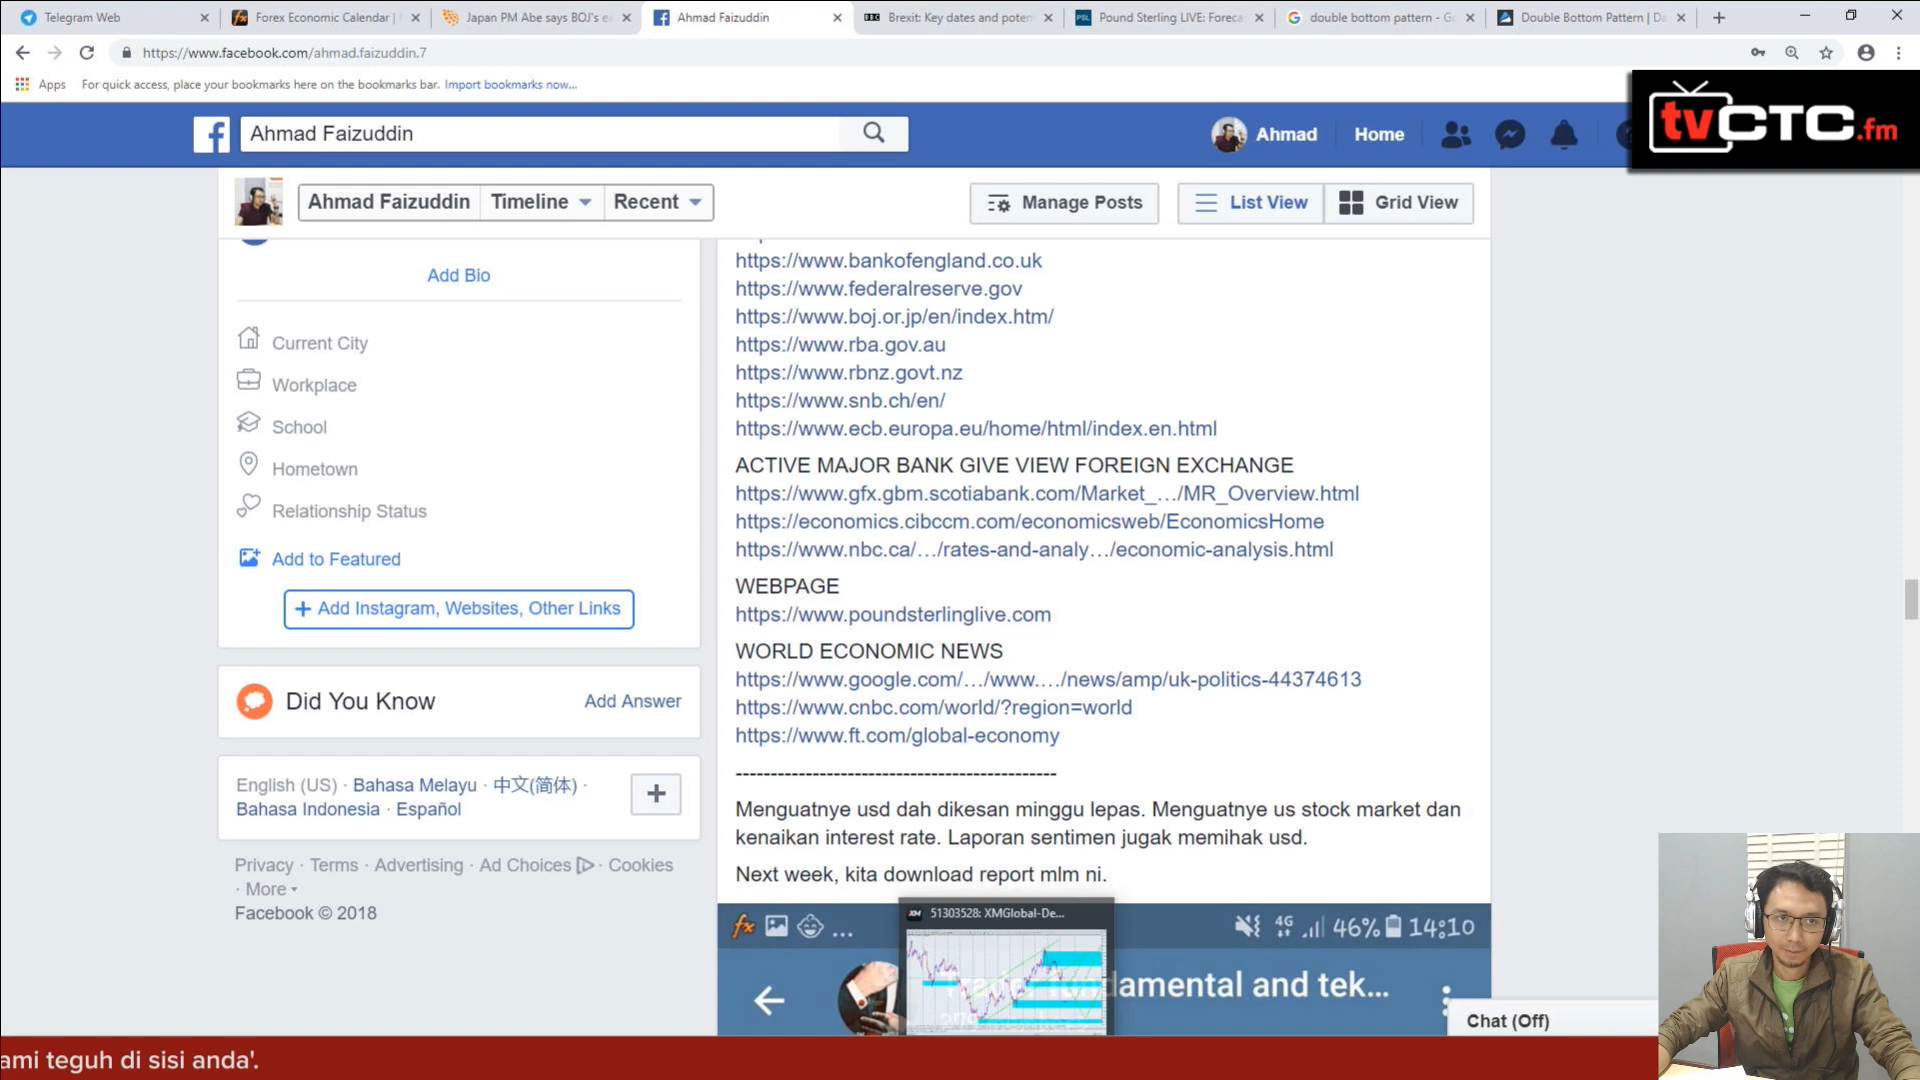 Telegram Web
Forex Economic Calendar |
Japan PM Abe says BOJ's e
Ahmad Faizuddin
Brexit: Key dates and poten
Pound Sterling LIVE: Foreca
double bottom pattern - Go
Double Bottom Pattern | Da
https://www.facebook.com/ahmad.faizuddin.7
Apps For quick access, place your bookmarks here on the bookmarks bar. Import bookmarks now...
tvCTC.fm
Ahmad Faizuddin
Ahmad Home
Ahmad Faizuddin Timeline Recent
Manage Posts List View Grid View
Add Bio
Current City
Workplace
School
Hometown
Relationship Status
Add to Featured
+ Add Instagram, Websites, Other Links
Did You Know Add Answer
English (US) · Bahasa Melayu · 中文(简体) ·
Bahasa Indonesia · Español
Privacy · Terms · Advertising · Ad Choices · Cookies
· More
Facebook © 2018
https://www.bankofengland.co.uk
https://www.federalreserve.gov
https://www.boj.or.jp/en/index.htm/
https://www.rba.gov.au
https://www.rbnz.govt.nz
https://www.snb.ch/en/
https://www.ecb.europa.eu/home/html/index.en.html
ACTIVE MAJOR BANK GIVE VIEW FOREIGN EXCHANGE
https://www.gfx.gbm.scotiabank.com/Market_…/MR_Overview.html
https://economics.cibccm.com/economicsweb/EconomicsHome
https://www.nbc.ca/…/rates-and-analy…/economic-analysis.html
WEBPAGE
https://www.poundsterlinglive.com
WORLD ECONOMIC NEWS
https://www.google.com/…/www.…/news/amp/uk-politics-44374613
https://www.cnbc.com/world/?region=world
https://www.ft.com/global-economy
----------------------------------------------
Menguatnye usd dah dikesan minggu lepas. Menguatnye us stock market dan
kenaikan interest rate. Laporan sentimen jugak memihak usd.
Next week, kita download report mlm ni.
51303528: XMGlobal-De...
4G 46% 14:10
damental and tek...
Chat (Off)
ami teguh di sisi anda'.